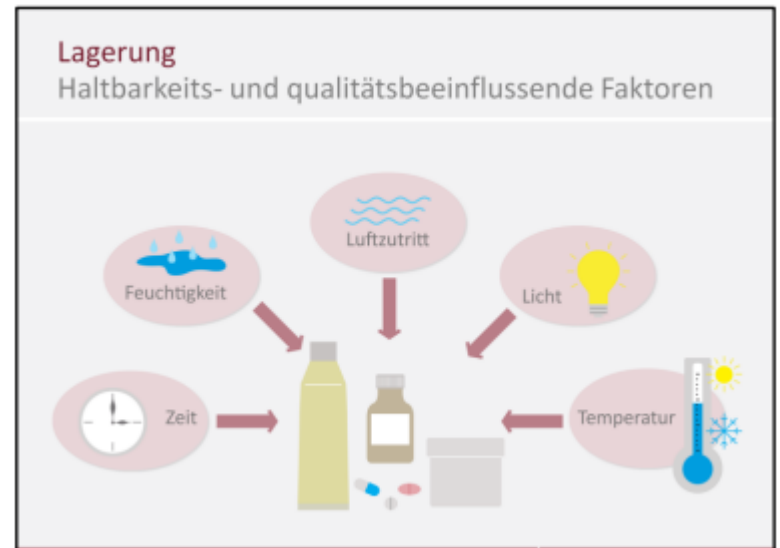 Lagerung
Haltbarkeits- und qualitätsbeeinflussende Faktoren
Luftzutritt
Feuchtigkeit
Licht
Zeit
Temperatur